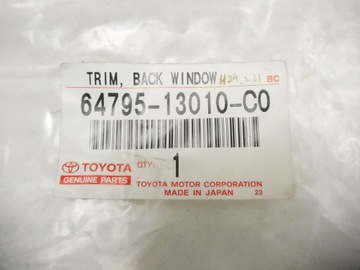 TRIM, BACK WINDOW BC
64795-13010-C0
TOYOTA QTY. 1
GENUINE PARTS
TOYOTA MOTOR CORPORATION
MADE IN JAPAN 23